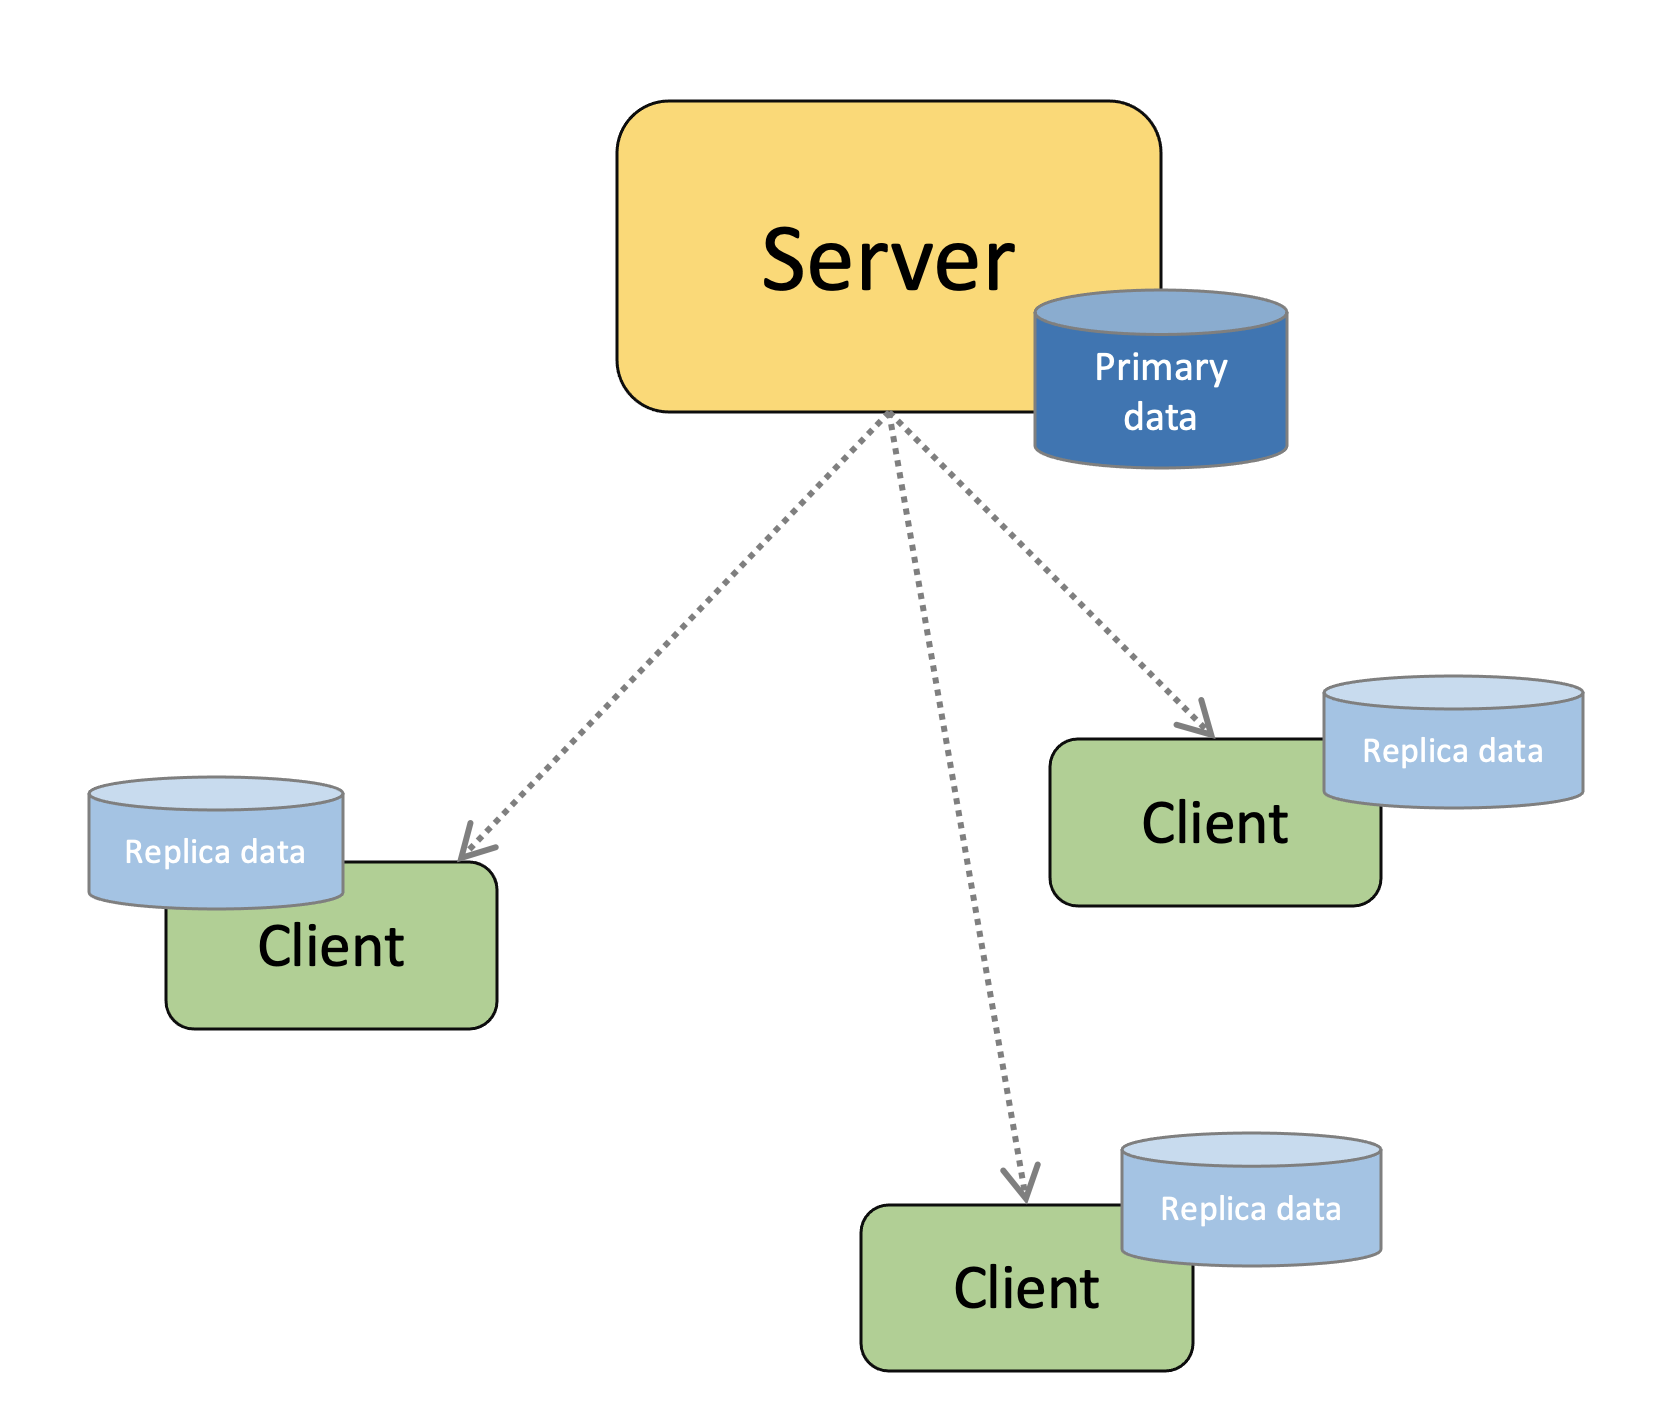 Server
Primary
data
Replica data
Client
Replica data
Client
Replica data
Client